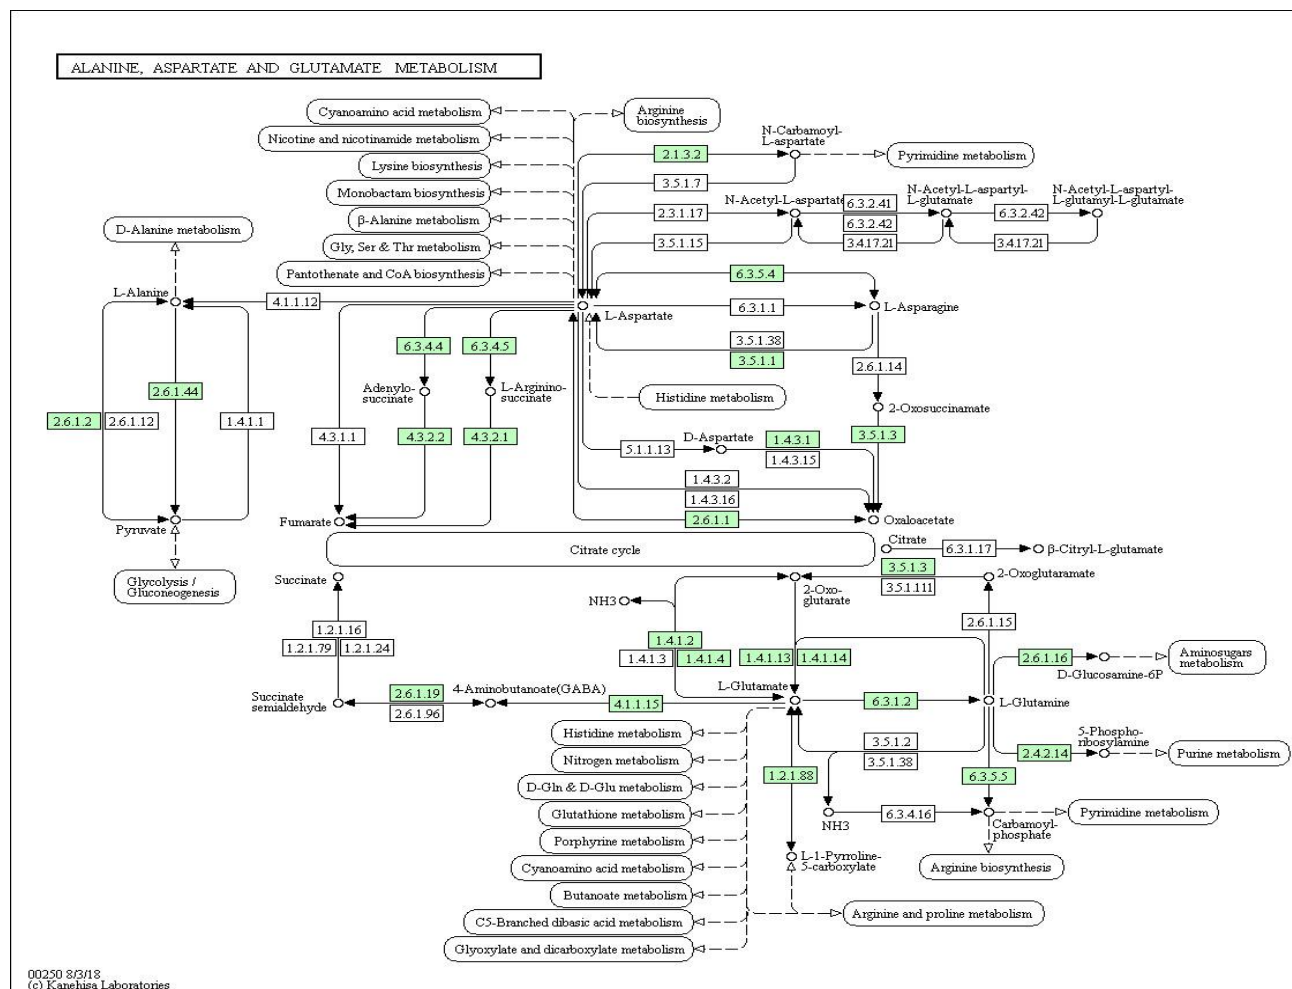 ALANINE, ASPARTATE AND GLUTAMATE METABOLISM
Cyanoamino acid metabolism
Arginine
biosynthesis
Nicotine and nicotinamide metabolism
Lysine biosynthesis
Monobactam biosynthesis
β-Alanine metabolism
Gly, Ser & Thr metabolism
Pantothenate and CoA biosynthesis
N-Carbamoyl-
L-aspartate
2.1.3.2
Pyrimidine metabolism
3.5.1.7
N-Acetyl-L-aspartate
N-Acetyl-L-aspartyl-
L-glutamate
N-Acetyl-L-aspartyl-
L-glutamyl-L-glutamate
2.3.1.17
6.3.2.41
6.3.2.42
6.3.2.42
3.5.1.15
3.4.17.21
3.4.17.21
D-Alanine metabolism
6.3.5.4
L-Alanine
4.1.1.12
L-Aspartate
6.3.1.1
L-Asparagine
3.5.1.38
3.5.1.1
6.3.4.4
6.3.4.5
2.6.1.14
2.6.1.44
Adenylo-
succinate
L-Arginino-
succinate
Histidine metabolism
2-Oxosuccinamate
2.6.1.2
2.6.1.12
1.4.1.1
4.3.1.1
4.3.2.2
4.3.2.1
D-Aspartate
5.1.1.13
1.4.3.1
1.4.3.15
3.5.1.3
1.4.3.2
1.4.3.16
2.6.1.1
Pyruvate
Fumarate
Oxaloacetate
Citrate cycle
Citrate
6.3.1.17
β-Citryl-L-glutamate
Glycolysis /
Gluconeogenesis
Succinate
2-Oxo-
glutarate
3.5.1.3
3.5.1.111
2-Oxoglutaramate
NH3
1.2.1.16
1.2.1.79
1.2.1.24
1.4.1.2
1.4.1.3
1.4.1.4
1.4.1.13
1.4.1.14
2.6.1.15
2.6.1.16
Aminosugars
metabolism
D-Glucosamine-6P
Succinate
semialdehyde
2.6.1.19
2.6.1.96
4-Aminobutanoate(GABA)
4.1.1.15
L-Glutamate
6.3.1.2
L-Glutamine
Histidine metabolism
Nitrogen metabolism
D-Gln & D-Glu metabolism
Glutathione metabolism
Porphyrine metabolism
Cyanoamino acid metabolism
Butanoate metabolism
C5-Branched dibasic acid metabolism
Glyoxylate and dicarboxylate metabolism
3.5.1.2
3.5.1.38
5-Phospho-
ribosylamine
2.4.2.14
Purine metabolism
1.2.1.88
6.3.5.5
NH3
6.3.4.16
Carbamoyl-
phosphate
Pyrimidine metabolism
L-1-Pyrroline-
5-carboxylate
Arginine biosynthesis
Arginine and proline metabolism
00250 8/3/18
(c) Kanehisa Laboratories